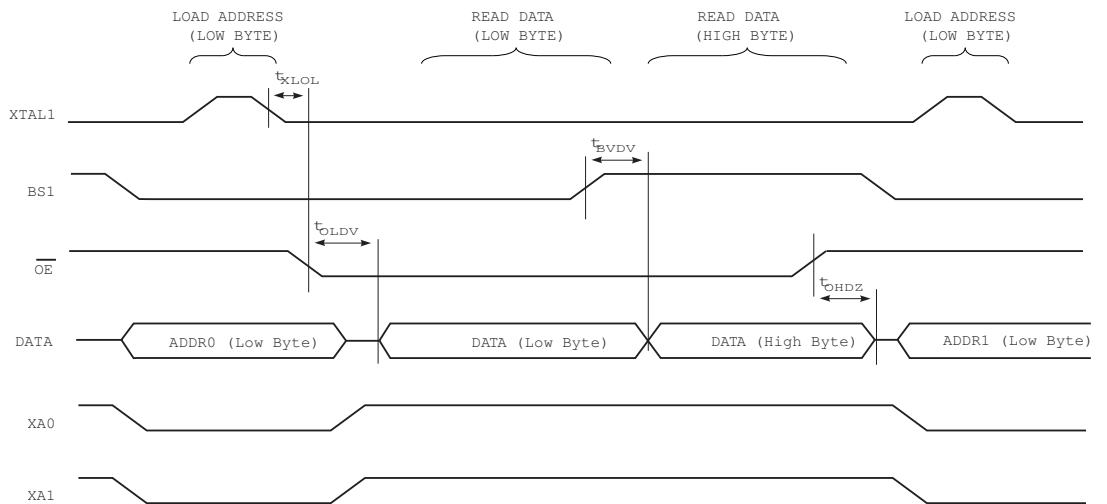 LOAD ADDRESS
(LOW BYTE)
READ DATA
(LOW BYTE)
READ DATA
(HIGH BYTE)
LOAD ADDRESS
(LOW BYTE)
tXLOL
XTAL1
tBVDV
BS1
tOLDV
OE
tOHDZ
DATA
ADDR0 (Low Byte)
DATA (Low Byte)
DATA (High Byte)
ADDR1 (Low Byte)
XA0
XA1